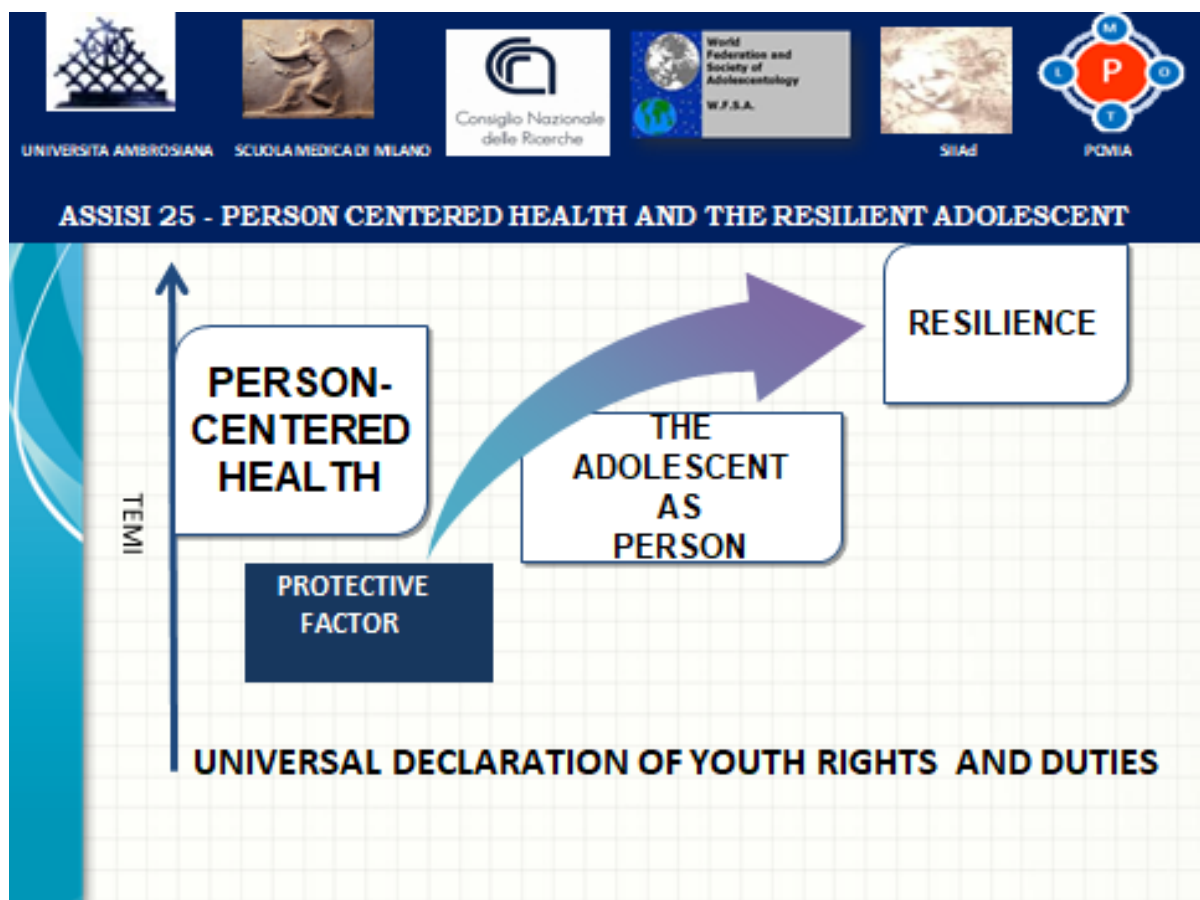 World
Federation and
Society of
Adolescentology
W.F.S.A.
Consiglio Nazionale
delle Ricerche
M
L P O
T
UNIVERSITA AMBROSIANA
SCUOLA MEDICA DI MILANO
SIIAd
PCMIA
ASSISI 25 - PERSON CENTERED HEALTH AND THE RESILIENT ADOLESCENT
RESILIENCE
PERSON-
CENTERED
HEALTH
THE
ADOLESCENT
AS
PERSON
TEMI
PROTECTIVE
FACTOR
UNIVERSAL DECLARATION OF YOUTH RIGHTS  AND DUTIES